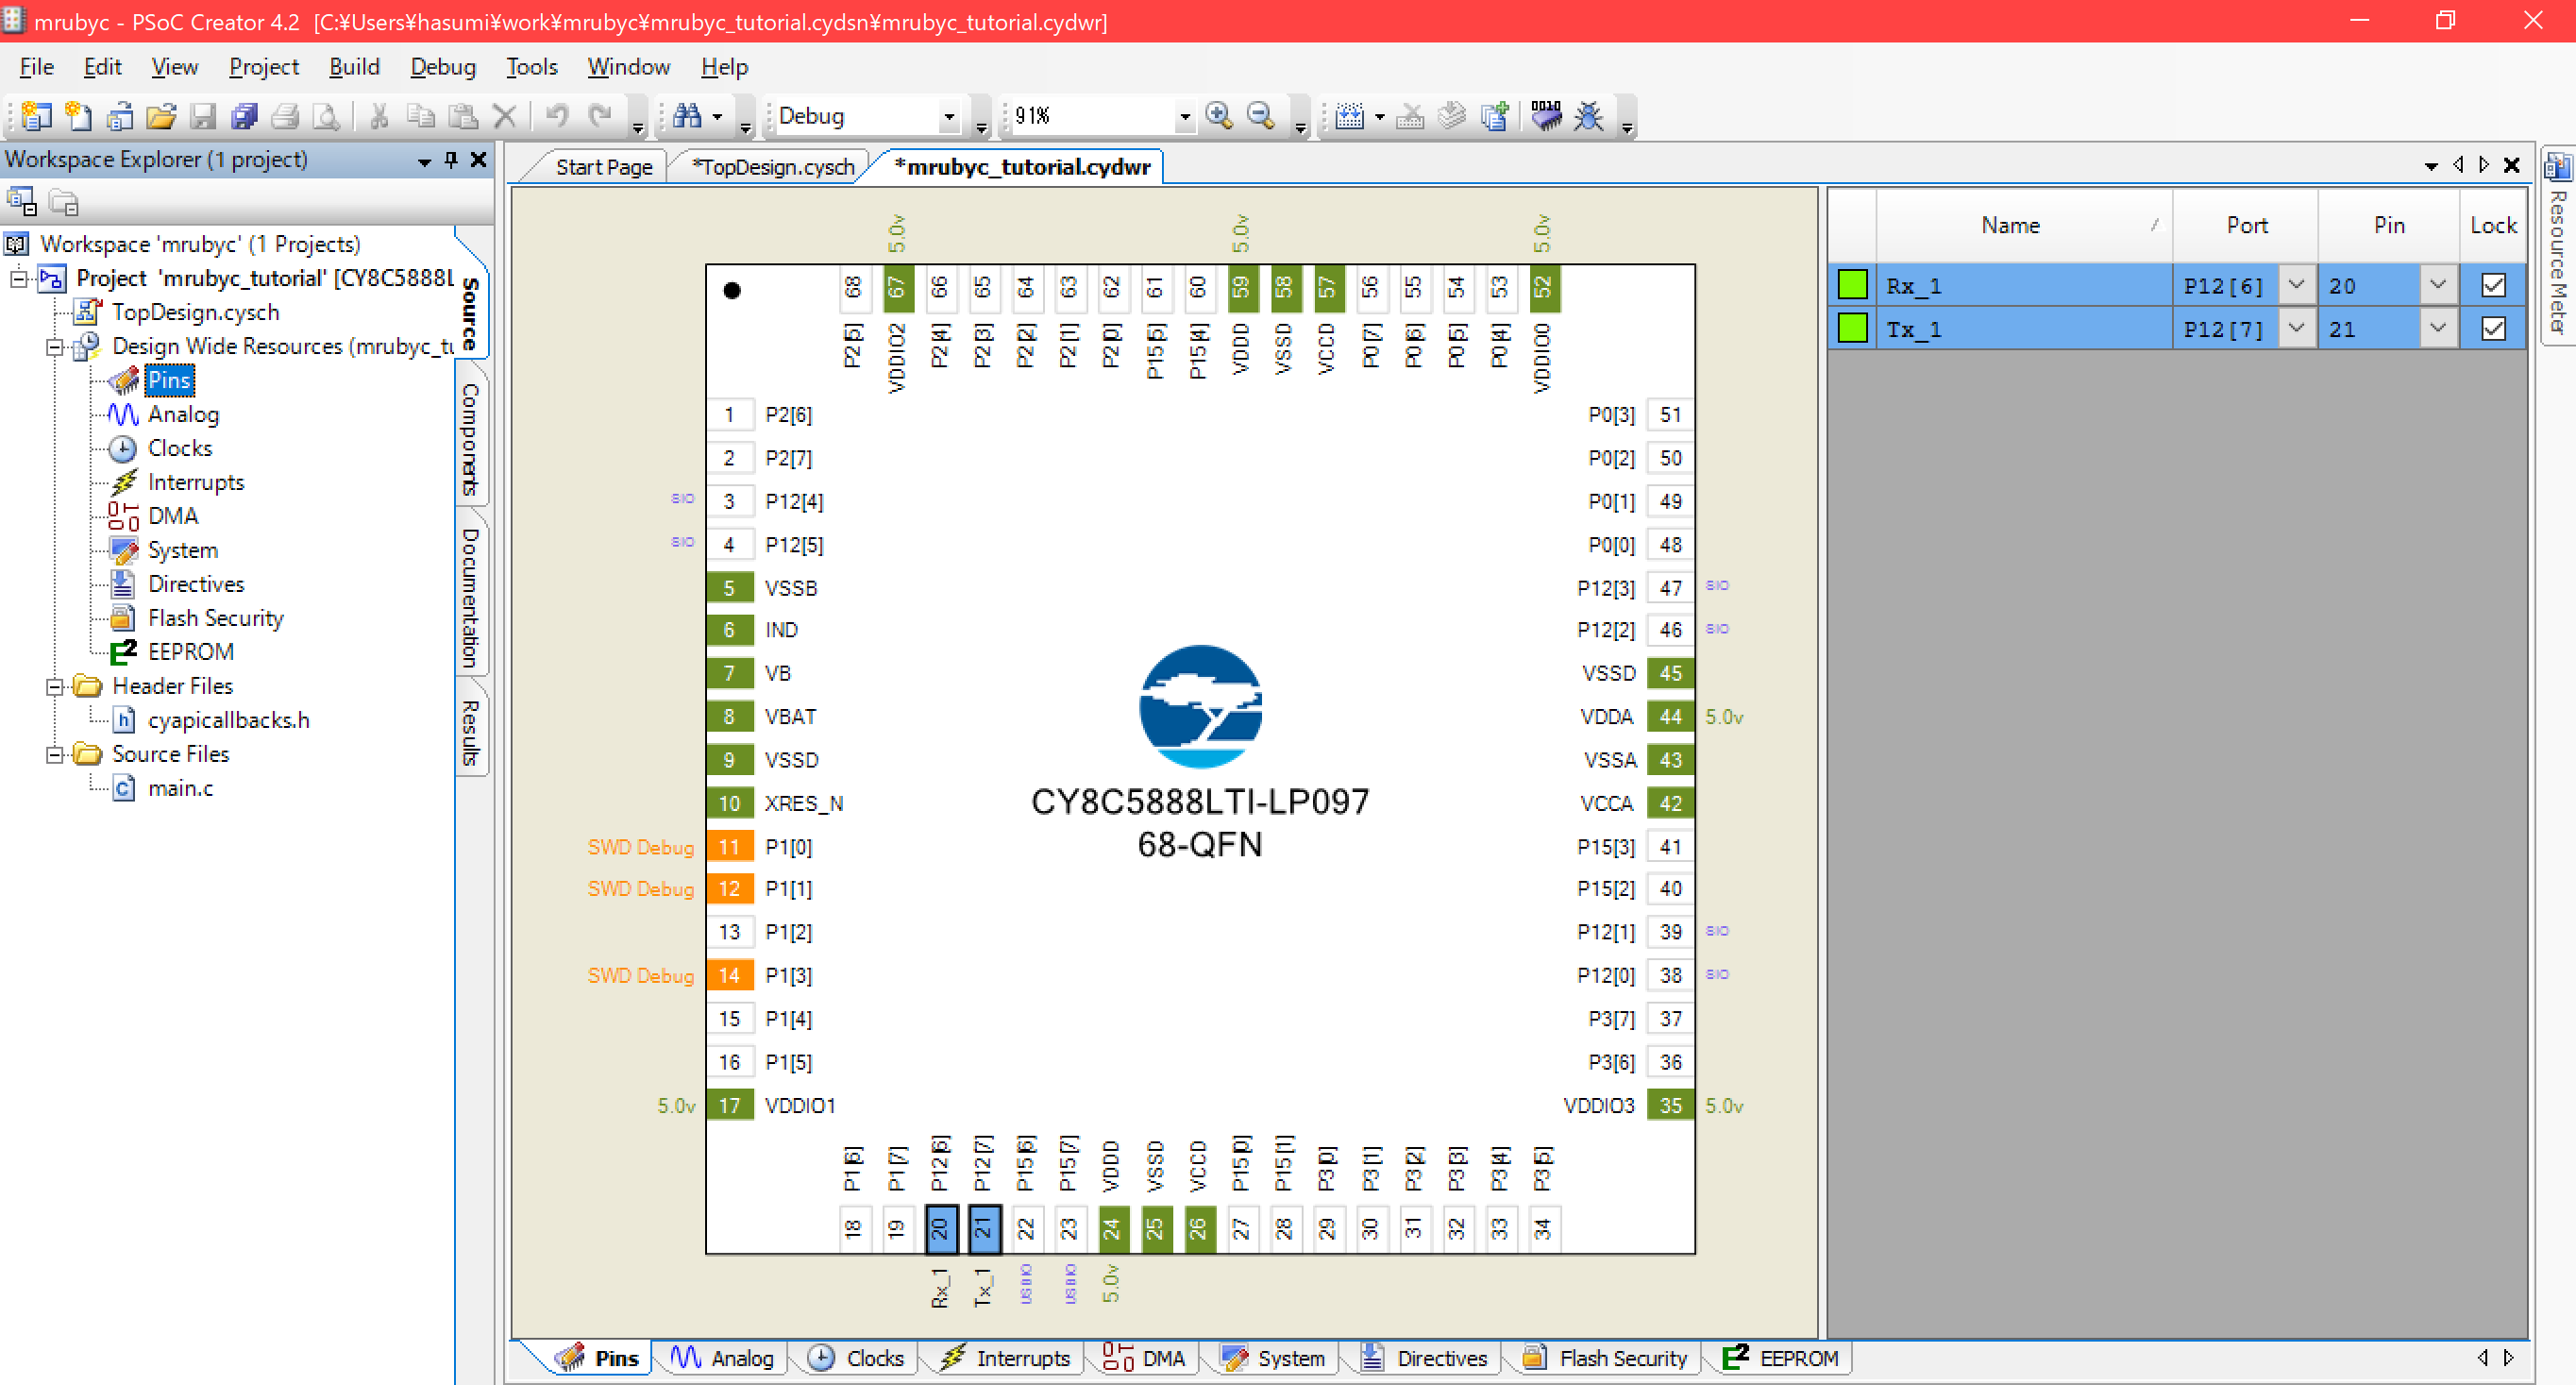 mrubyc - PSoC Creator 4.2 [C:¥Users¥hasumi¥work¥mrubyc¥mrubyc_tutorial.cydsn¥mrubyc_tutorial.cydwr]
File Edit View Project Build Debug Tools Window Help
Debug 91%
Workspace Explorer (1 project)
Workspace 'mrubyc' (1 Projects)
Project 'mrubyc_tutorial' [CY8C5888L
TopDesign.cysch
Design Wide Resources (mrubyc_tu
Pins
Analog
Clocks
Interrupts
DMA
System
Directives
Flash Security
EEPROM
Header Files
cyapicallbacks.h
Source Files
main.c
Source
Components
Documentation
Results
Start Page *TopDesign.cysch *mrubyc_tutorial.cydwr
5.0v 5.0v 5.0v
68 67 66 65 64 63 62 61 60 59 58 57 56 55 54 53 52
P2[5] VDDIO2 P2[4] P2[3] P2[2] P2[1] P2[0] P15[5] P15[4] VDDD VSSD VCCD P0[7] P0[6] P0[5] P0[4] VDDIO0
1 P2[6]
2 P2[7]
SIO 3 P12[4]
SIO 4 P12[5]
5 VSSB
6 IND
7 VB
8 VBAT
9 VSSD
10 XRES_N
SWD Debug 11 P1[0]
SWD Debug 12 P1[1]
13 P1[2]
SWD Debug 14 P1[3]
15 P1[4]
16 P1[5]
5.0v 17 VDDIO1
CY8C5888LTI-LP097
68-QFN
P0[3] 51
P0[2] 50
P0[1] 49
P0[0] 48
P12[3] 47 SIO
P12[2] 46 SIO
VSSD 45
VDDA 44 5.0v
VSSA 43
VCCA 42
P15[3] 41
P15[2] 40
P12[1] 39 SIO
P12[0] 38 SIO
P3[7] 37
P3[6] 36
VDDIO3 35 5.0v
P1[6] P1[7] P12[6] P12[7] P15[6] P15[7] VDDD VSSD VCCD P15[0] P15[1] P3[0] P3[1] P3[2] P3[3] P3[4] P3[5]
18 19 20 21 22 23 24 25 26 27 28 29 30 31 32 33 34
Rx_1 Tx_1 USBIO USBIO 5.0v
Name Port Pin Lock
Rx_1 P12[6] 20
Tx_1 P12[7] 21
Resource Meter
Pins Analog Clocks Interrupts DMA System Directives Flash Security EEPROM